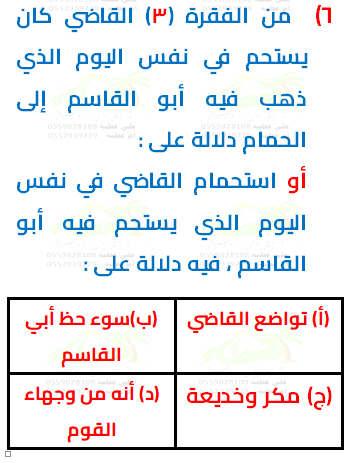 ٦) من الفقرة (٣) القاضي كان
يستحم في نفس اليوم الذي
ذهب فيه أبو القاسم إلى
الحمام دلالة على :
أو استحمام القاضي في نفس
اليوم الذي يستحم فيه أبو
القاسم ، فيه دلالة على :
(أ) تواضع القاضي
(ب)سوء حظ أبي
القاسم
(ج) مكر وخديعة
(د) أنه من وجهاء
القوم